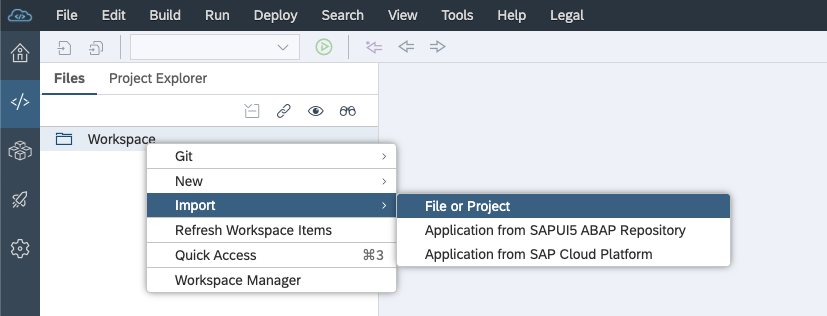 File Edit Build Run Deploy Search View Tools Help Legal
Files Project Explorer
Workspace
Git
New
Import
File or Project
Refresh Workspace Items
Application from SAPUI5 ABAP Repository
Quick Access ⌘3
Application from SAP Cloud Platform
Workspace Manager